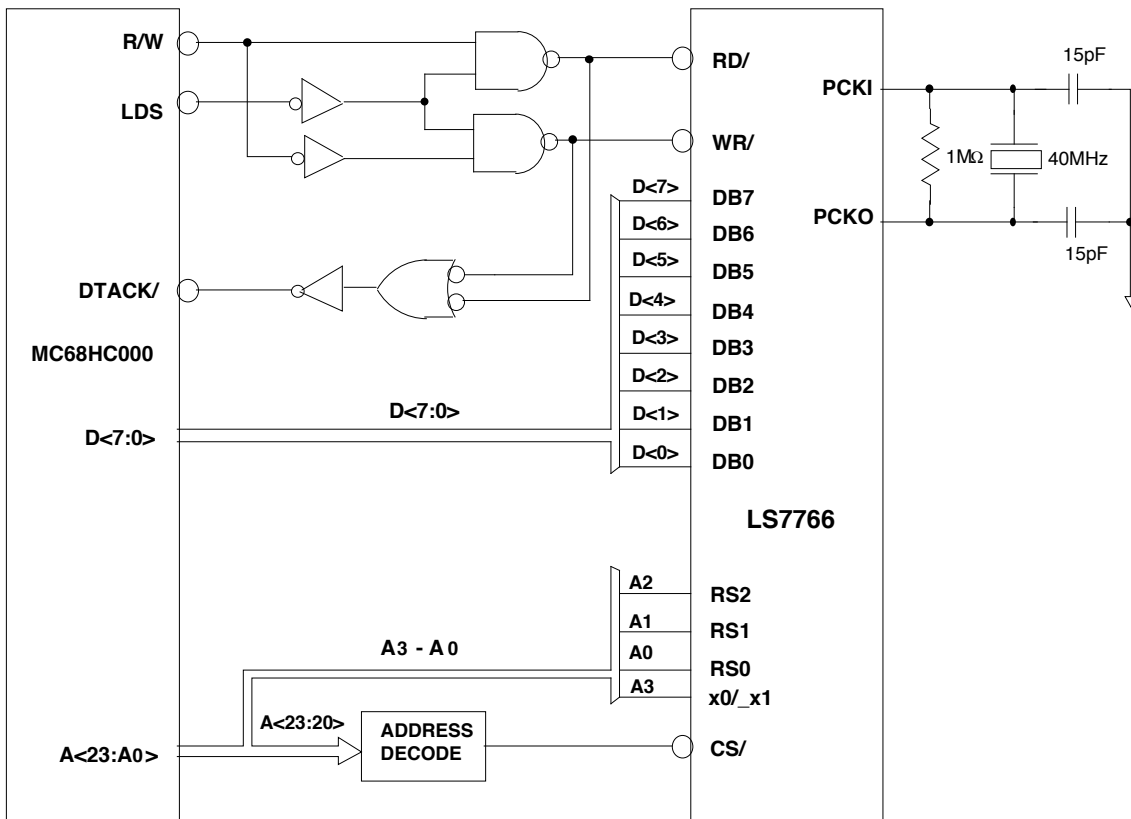 R/W
LDS
DTACK/
MC68HC000
D<7:0>
A<23:A0>
D<7:0>
A3 - A0
A<23:20>
ADDRESS
DECODE
D<7>
D<6>
D<5>
D<4>
D<3>
D<2>
D<1>
D<0>
A2
A1
A0
A3
RD/
WR/
DB7
DB6
DB5
DB4
DB3
DB2
DB1
DB0
LS7766
RS2
RS1
RS0
x0/_x1
CS/
PCKI
PCKO
15pF
1MΩ
40MHz
15pF